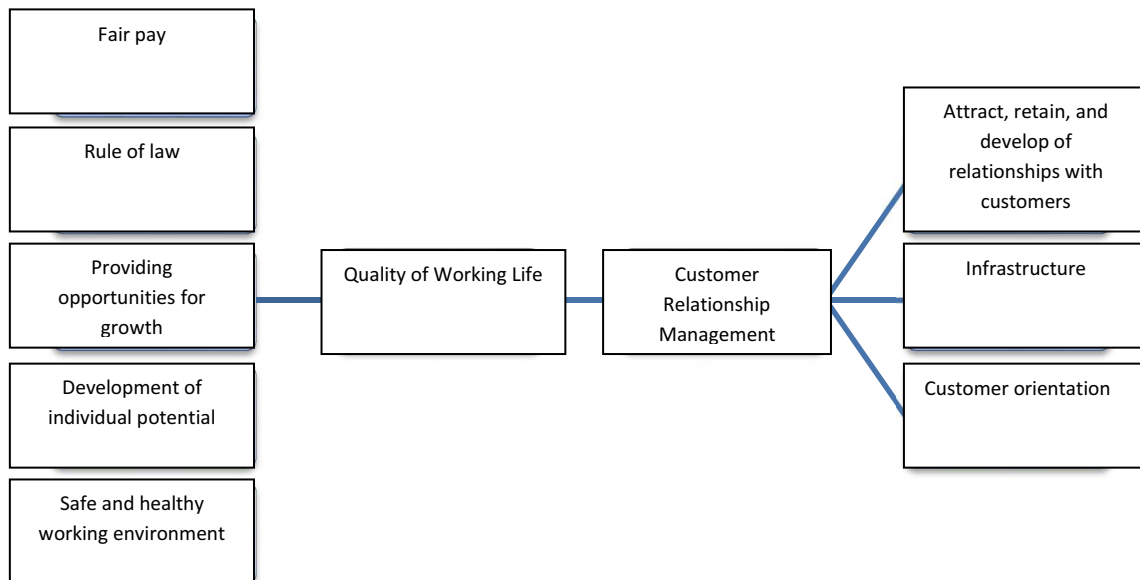 Fair pay
Rule of law
Providing
opportunities for
growth
Development of
individual potential
Safe and healthy
working environment
Quality of Working Life
Customer
Relationship
Management
Attract, retain, and
develop of
relationships with
customers
Infrastructure
Customer orientation